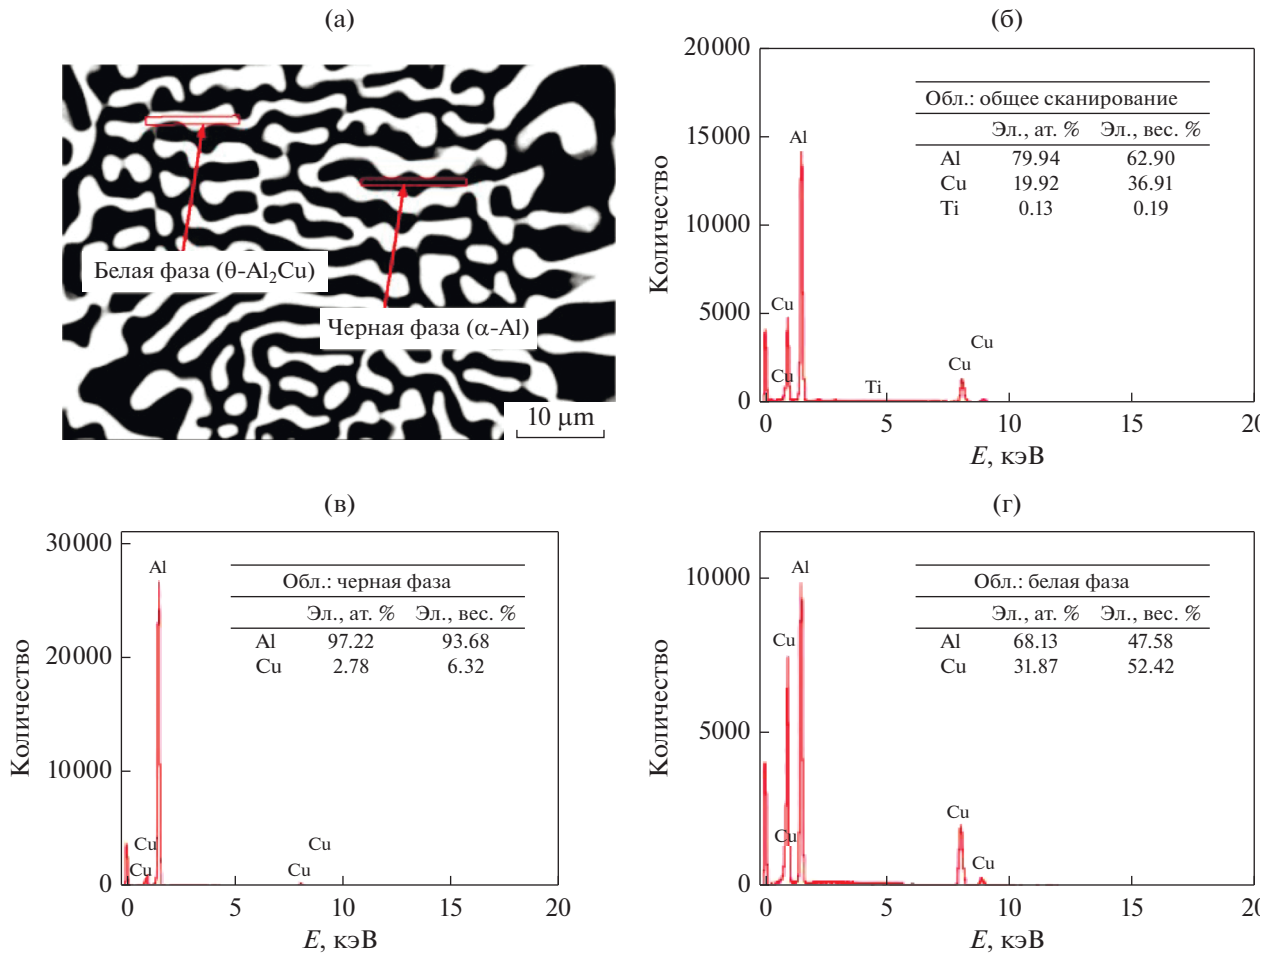 (а)
Белая фаза (θ-Al₂Cu)
Черная фаза (α-Al)
10 μm
(б)
20000
15000
10000
5000
0
Количество
Обл.: общее сканирование
Эл., ат. % Эл., вес. %
Al 79.94 62.90
Cu 19.92 36.91
Ti 0.13 0.19
Al
Cu
Cu
Ti
Cu
Cu
0 5 10 15 20
E, кэВ
(в)
30000
20000
10000
0
Количество
Обл.: черная фаза
Эл., ат. % Эл., вес. %
Al 97.22 93.68
Cu 2.78 6.32
Al
Cu
Cu
Cu
Cu
0 5 10 15 20
E, кэВ
(г)
10000
5000
0
Количество
Обл.: белая фаза
Эл., ат. % Эл., вес. %
Al 68.13 47.58
Cu 31.87 52.42
Al
Cu
Cu
Cu
Cu
0 5 10 15 20
E, кэВ